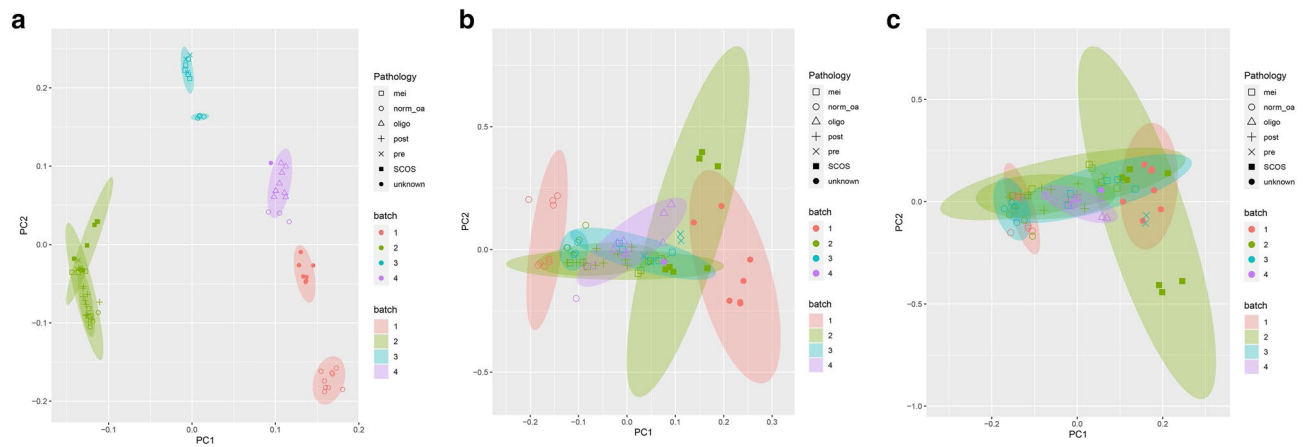 a
0.2
0.1
0.0
−0.1
−0.2
PC2
−0.1
0.0
0.1
0.2
PC1
Pathology
mei
norm_oa
oligo
post
pre
SCOS
unknown
batch
1
2
3
4
batch
1
2
3
4
b
0.5
0.0
−0.5
PC2
−0.2
−0.1
0.0
0.1
0.2
0.3
PC1
Pathology
mei
norm_oa
oligo
post
pre
SCOS
unknown
batch
1
2
3
4
batch
1
2
3
4
c
0.5
0.0
−0.5
−1.0
PC2
−0.2
0.0
0.2
PC1
Pathology
mei
norm_oa
oligo
post
pre
SCOS
unknown
batch
1
2
3
4
batch
1
2
3
4